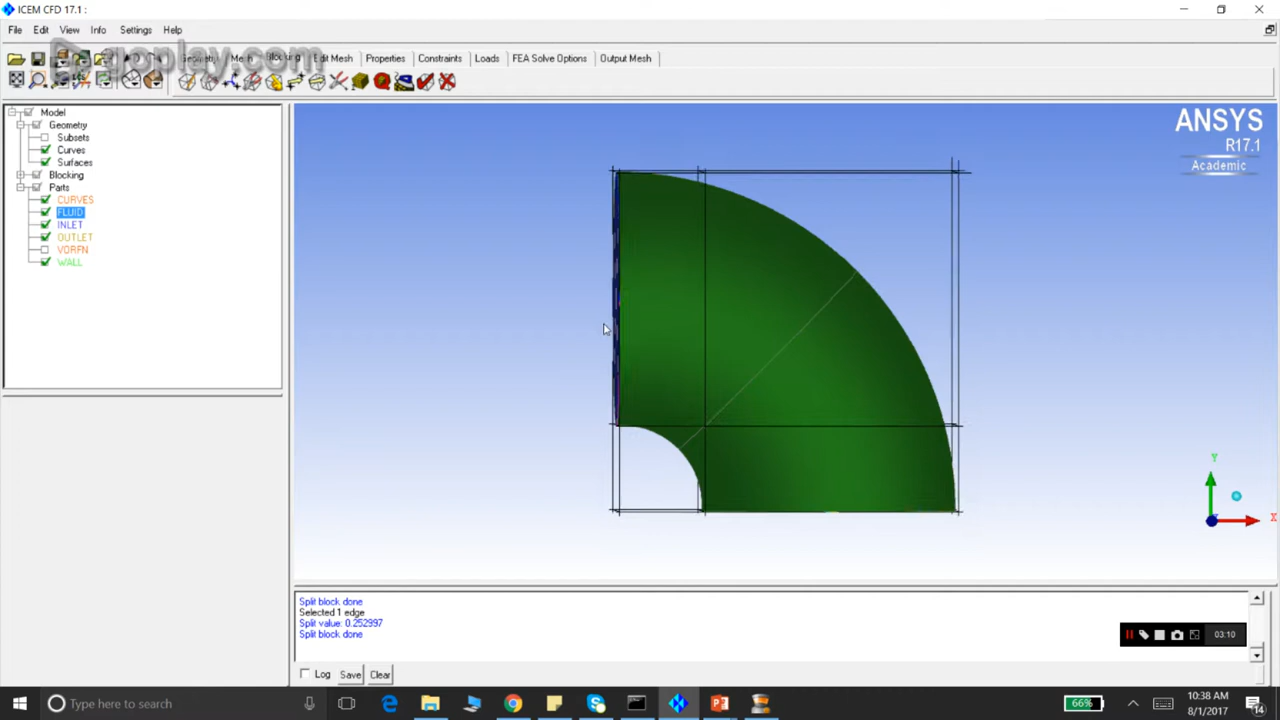 ICEM CFD 17.1 :
File Edit View Info Settings Help
Mesh Blocking Edit Mesh Properties Constraints Loads FEA Solve Options Output Mesh
Model
Geometry
Subsets
Curves
Surfaces
Blocking
Parts
CURVES
FLUID
INLET
OUTLET
VORFN
WALL
ANSYS
R17.1
Academic
Y
X
Split block done
Selected 1 edge
Split value: 0.252997
Split block done
Log Save Clear
03:10
Type here to search
66%
10:38 AM
8/1/2017
14